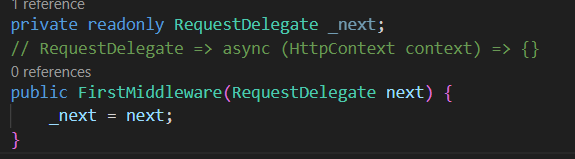 1 reference
private readonly RequestDelegate _next;
// RequestDelegate => async (HttpContext context) => {}
0 references
public FirstMiddleware(RequestDelegate next) {
_next = next;
}